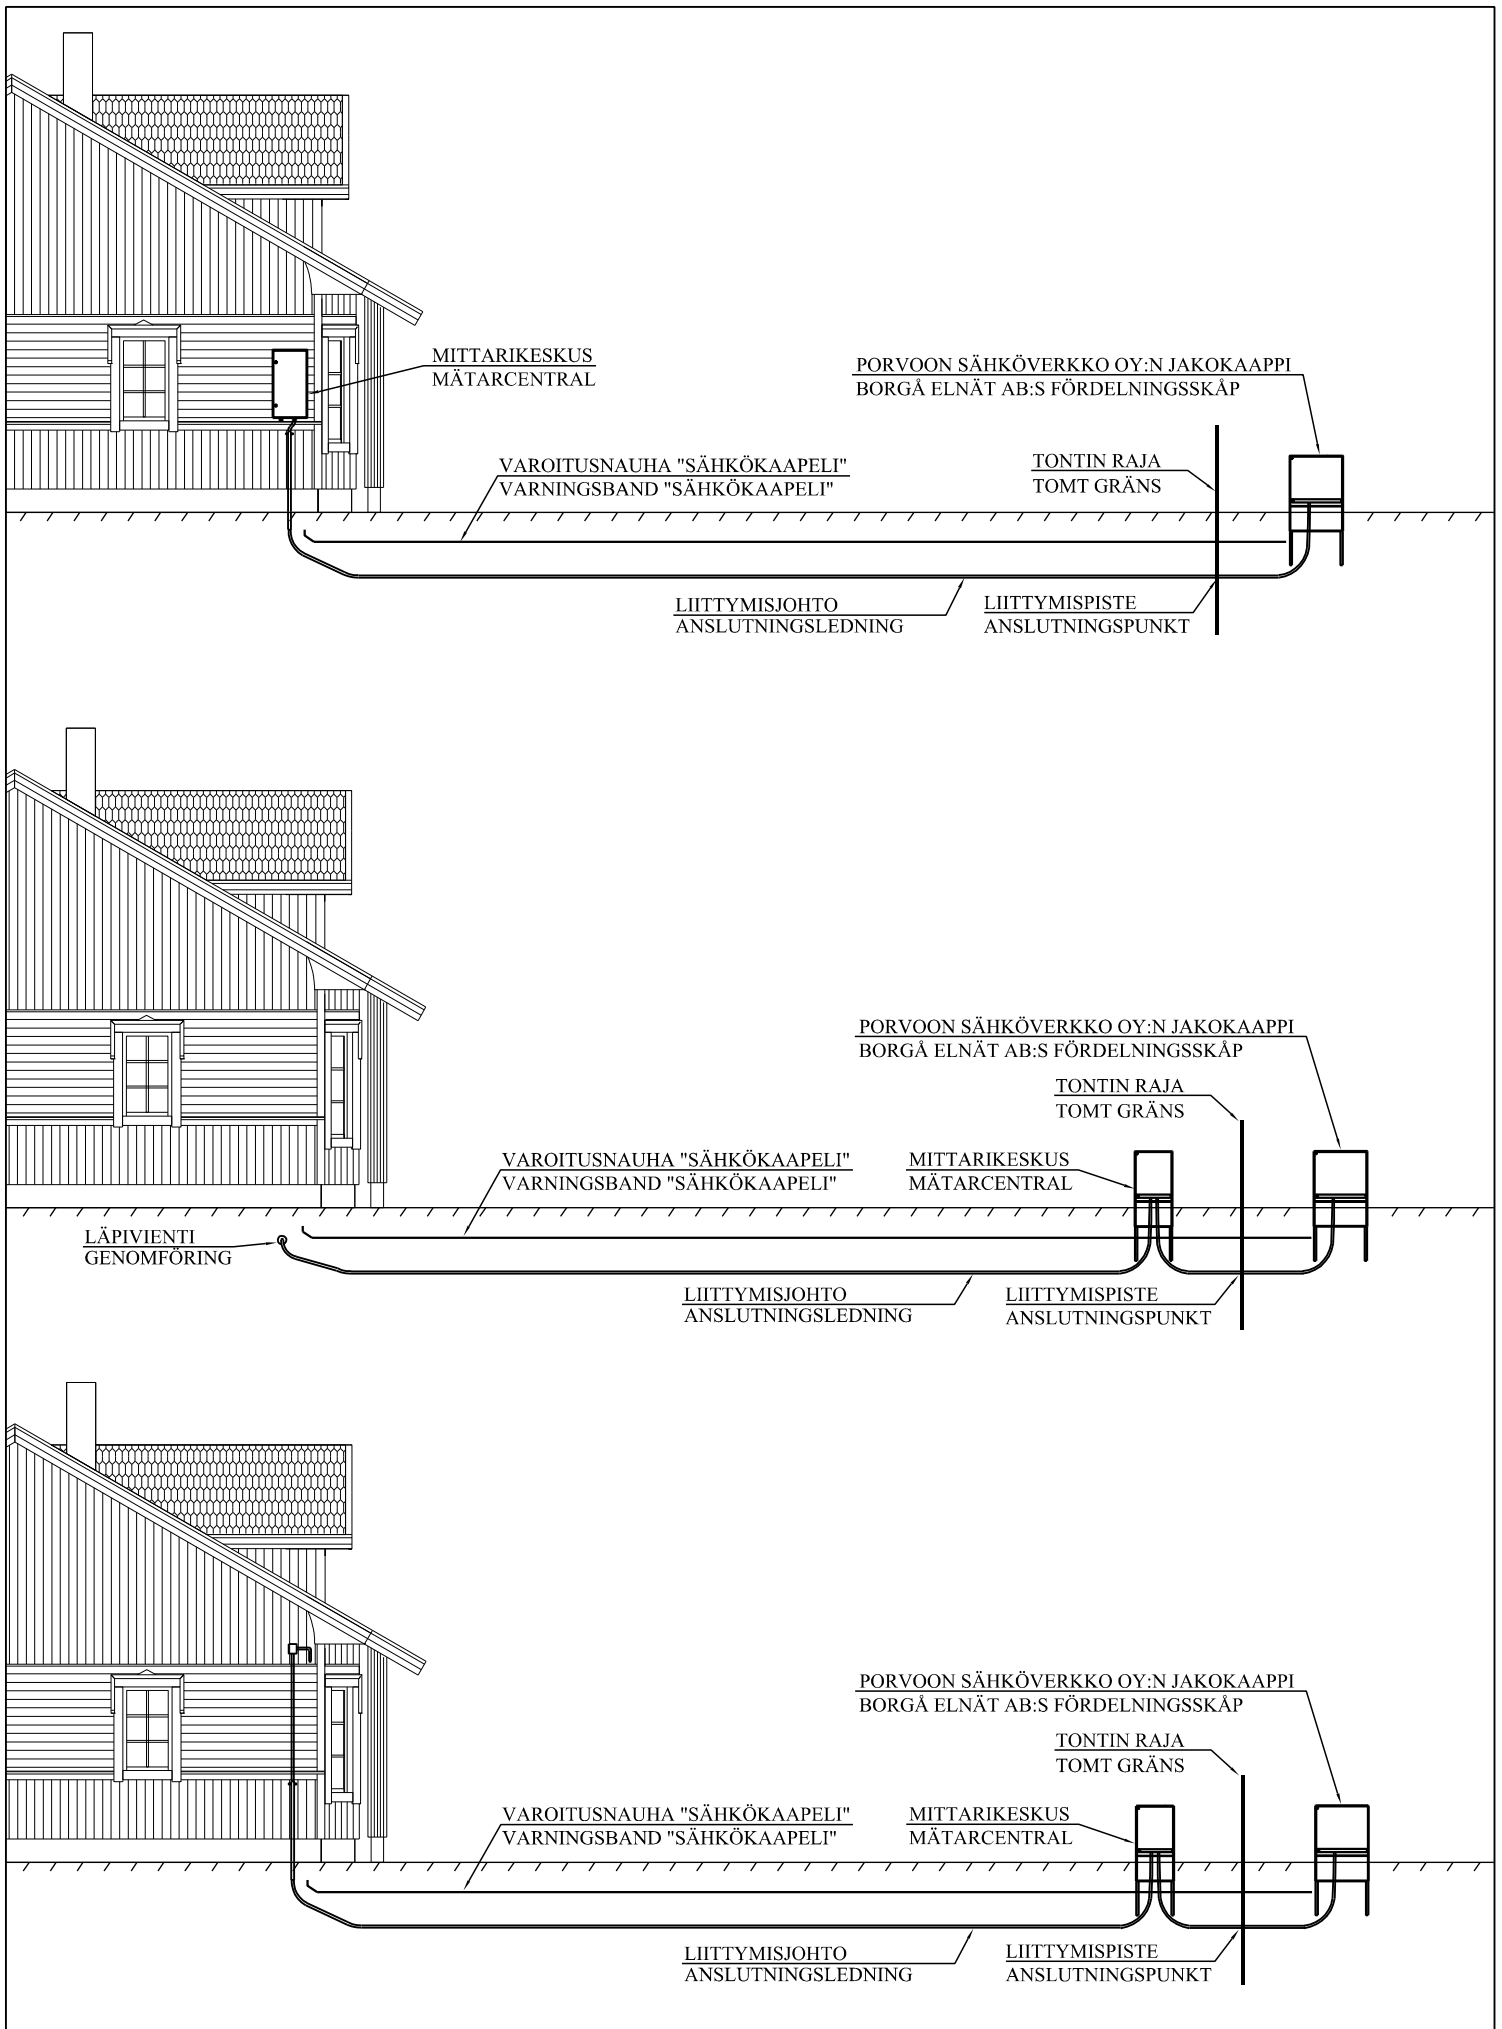 MITTARIKESKUS
MÄTARCENTRAL
PORVOON SÄHKÖVERKKO OY:N JAKOKAAPPI
BORGÅ ELNÄT AB:S FÖRDELNINGSSKÅP
VAROITUSNAUHA "SÄHKÖKAAPELI"
VARNINGSBAND "SÄHKÖKAAPELI"
TONTIN RAJA
TOMT GRÄNS
LIITTYMISJOHTO
ANSLUTNINGSLEDNING
LIITTYMISPISTE
ANSLUTNINGSPUNKT
PORVOON SÄHKÖVERKKO OY:N JAKOKAAPPI
BORGÅ ELNÄT AB:S FÖRDELNINGSSKÅP
TONTIN RAJA
TOMT GRÄNS
VAROITUSNAUHA "SÄHKÖKAAPELI"
VARNINGSBAND "SÄHKÖKAAPELI"
MITTARIKESKUS
MÄTARCENTRAL
LÄPIVIENTI
GENOMFÖRING
LIITTYMISJOHTO
ANSLUTNINGSLEDNING
LIITTYMISPISTE
ANSLUTNINGSPUNKT
PORVOON SÄHKÖVERKKO OY:N JAKOKAAPPI
BORGÅ ELNÄT AB:S FÖRDELNINGSSKÅP
TONTIN RAJA
TOMT GRÄNS
VAROITUSNAUHA "SÄHKÖKAAPELI"
VARNINGSBAND "SÄHKÖKAAPELI"
MITTARIKESKUS
MÄTARCENTRAL
LIITTYMISJOHTO
ANSLUTNINGSLEDNING
LIITTYMISPISTE
ANSLUTNINGSPUNKT